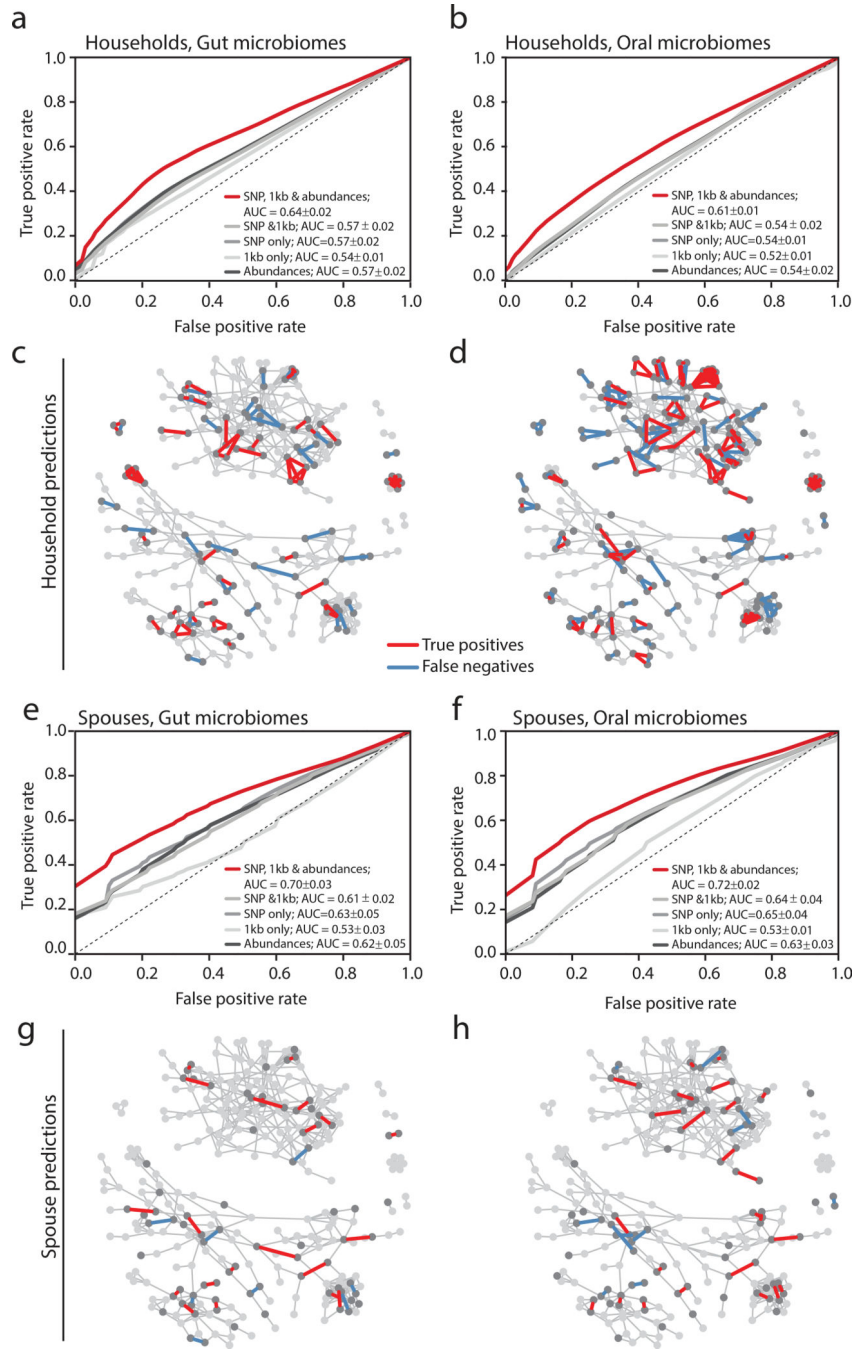 a
Households, Gut microbiomes
True positive rate
1.0
0.8
0.6
0.4
0.2
0.0
SNP, 1kb & abundances;
AUC = 0.64±0.02
SNP &1kb; AUC = 0.57±0.02
SNP only; AUC=0.57±0.02
1kb only; AUC = 0.54±0.01
Abundances; AUC = 0.57±0.02
0.0 0.2 0.4 0.6 0.8 1.0
False positive rate
b
Households, Oral microbiomes
True positive rate
1.0
0.8
0.6
0.4
0.2
0.0
SNP, 1kb & abundances;
AUC = 0.61±0.01
SNP &1kb; AUC = 0.54±0.02
SNP only; AUC=0.54±0.01
1kb only; AUC = 0.52±0.01
Abundances; AUC = 0.54±0.02
0.0 0.2 0.4 0.6 0.8 1.0
False positive rate
c
d
Household predictions
True positives
False negatives
e
Spouses, Gut microbiomes
True positive rate
1.0
0.8
0.6
0.4
0.2
0.0
SNP, 1kb & abundances;
AUC = 0.70±0.03
SNP &1kb; AUC = 0.61±0.02
SNP only; AUC=0.63±0.05
1kb only; AUC = 0.53±0.03
Abundances; AUC = 0.62±0.05
0.0 0.2 0.4 0.6 0.8 1.0
False positive rate
f
Spouses, Oral microbiomes
True positive rate
1.0
0.8
0.6
0.4
0.2
0.0
SNP, 1kb & abundances;
AUC = 0.72±0.02
SNP &1kb; AUC = 0.64±0.04
SNP only; AUC=0.65±0.04
1kb only; AUC = 0.53±0.01
Abundances; AUC = 0.63±0.03
0.0 0.2 0.4 0.6 0.8 1.0
False positive rate
g
h
Spouse predictions